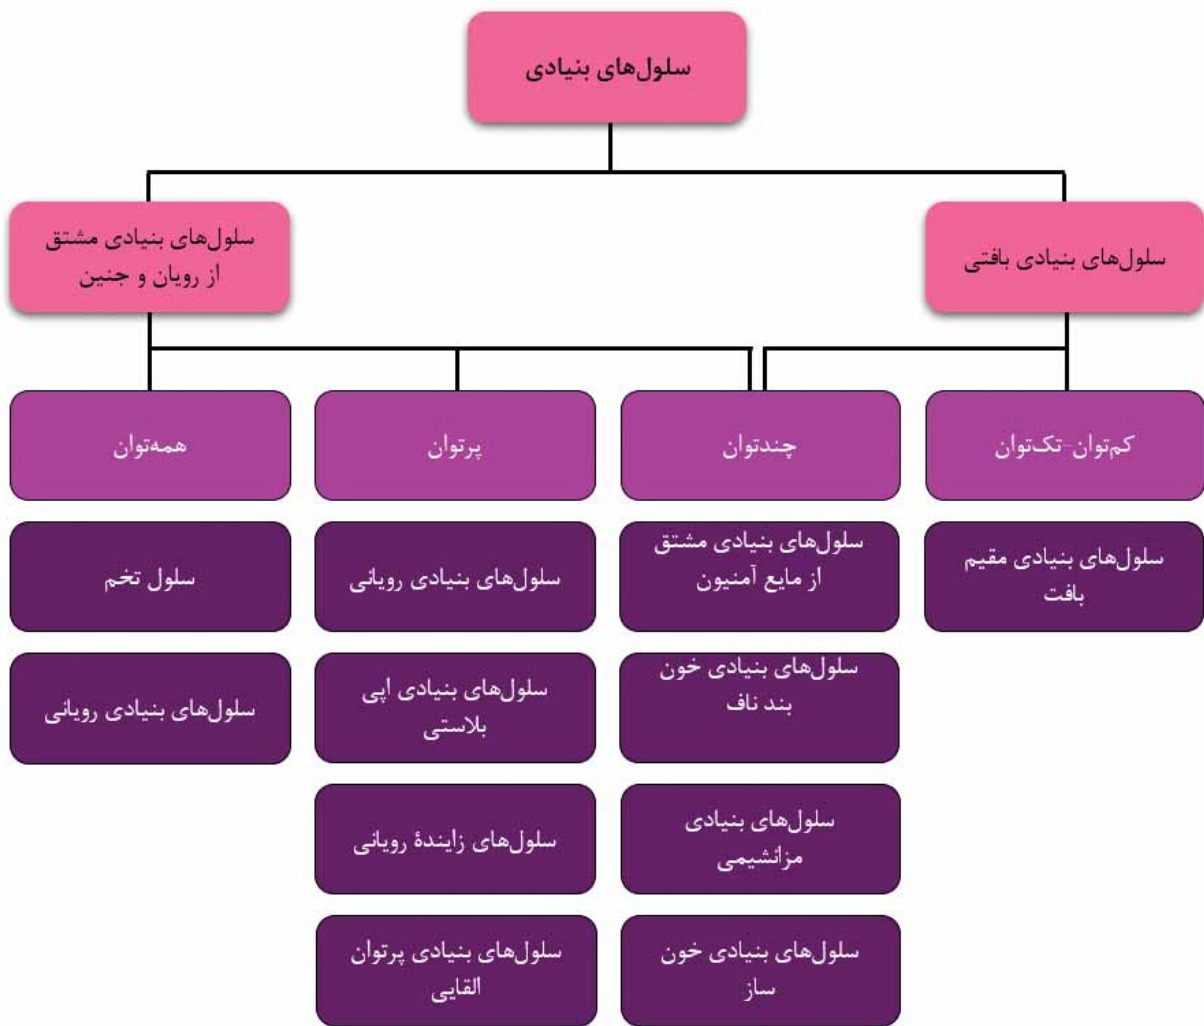 سلول‌های بنیادی
سلول‌های بنیادی بافتی
سلول‌های بنیادی مشتق
از رویان و جنین
کم‌توان-تک‌توان
چندتوان
پرتوان
همه‌توان
سلول‌های بنیادی مقیم
بافت
سلول‌های بنیادی مشتق
از مایع آمنیون
سلول‌های بنیادی رویانی
سلول تخم
سلول‌های بنیادی خون
بند ناف
سلول‌های بنیادی اپی
بلاستی
سلول‌های بنیادی رویانی
سلول‌های بنیادی
مزانشیمی
سلول‌های زایندهٔ رویانی
سلول‌های بنیادی خون
ساز
سلول‌های بنیادی پرتوان
القایی